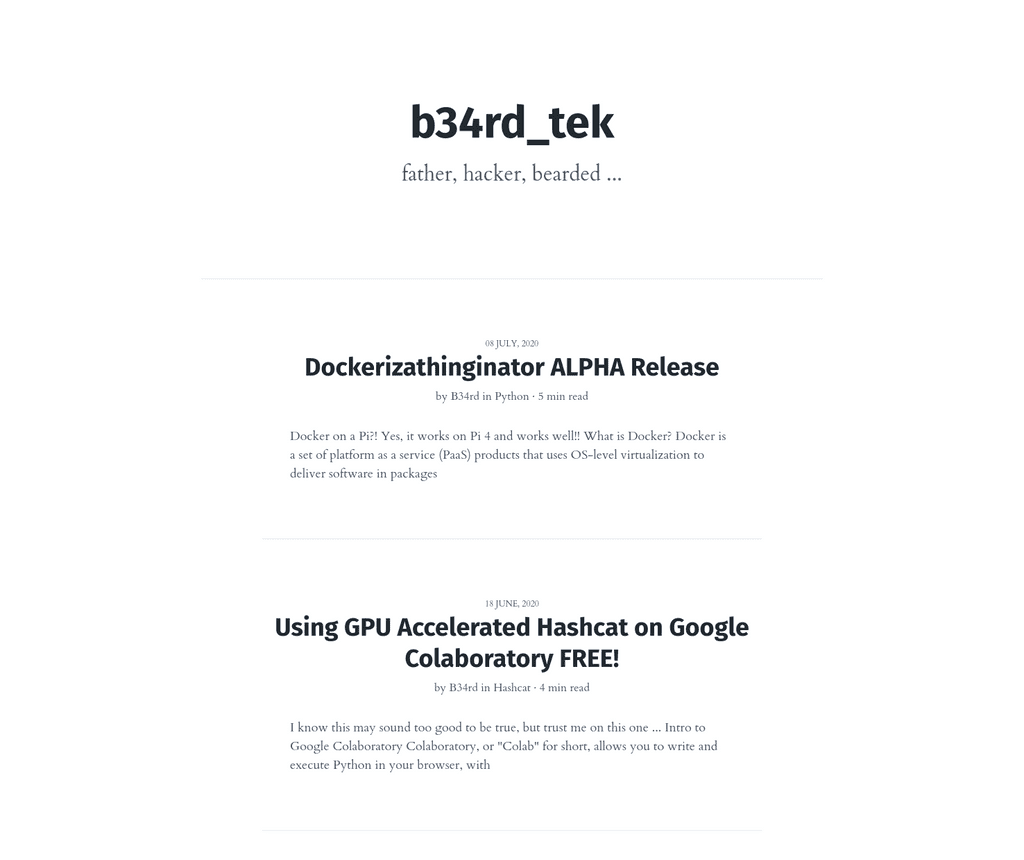 b34rd_tek
father, hacker, bearded ...
08 JULY, 2020
Dockerizathinginator ALPHA Release
by B34rd in Python · 5 min read
Docker on a Pi?! Yes, it works on Pi 4 and works well!! What is Docker? Docker is
a set of platform as a service (PaaS) products that uses OS-level virtualization to
deliver software in packages
18 JUNE, 2020
Using GPU Accelerated Hashcat on Google
Colaboratory FREE!
by B34rd in Hashcat · 4 min read
I know this may sound too good to be true, but trust me on this one ... Intro to
Google Colaboratory Colaboratory, or "Colab" for short, allows you to write and
execute Python in your browser, with